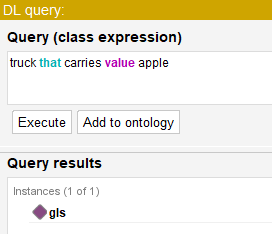 DL query:
Query (class expression)
truck that carries value apple
Execute Add to ontology
Query results
Instances (1 of 1)
gls